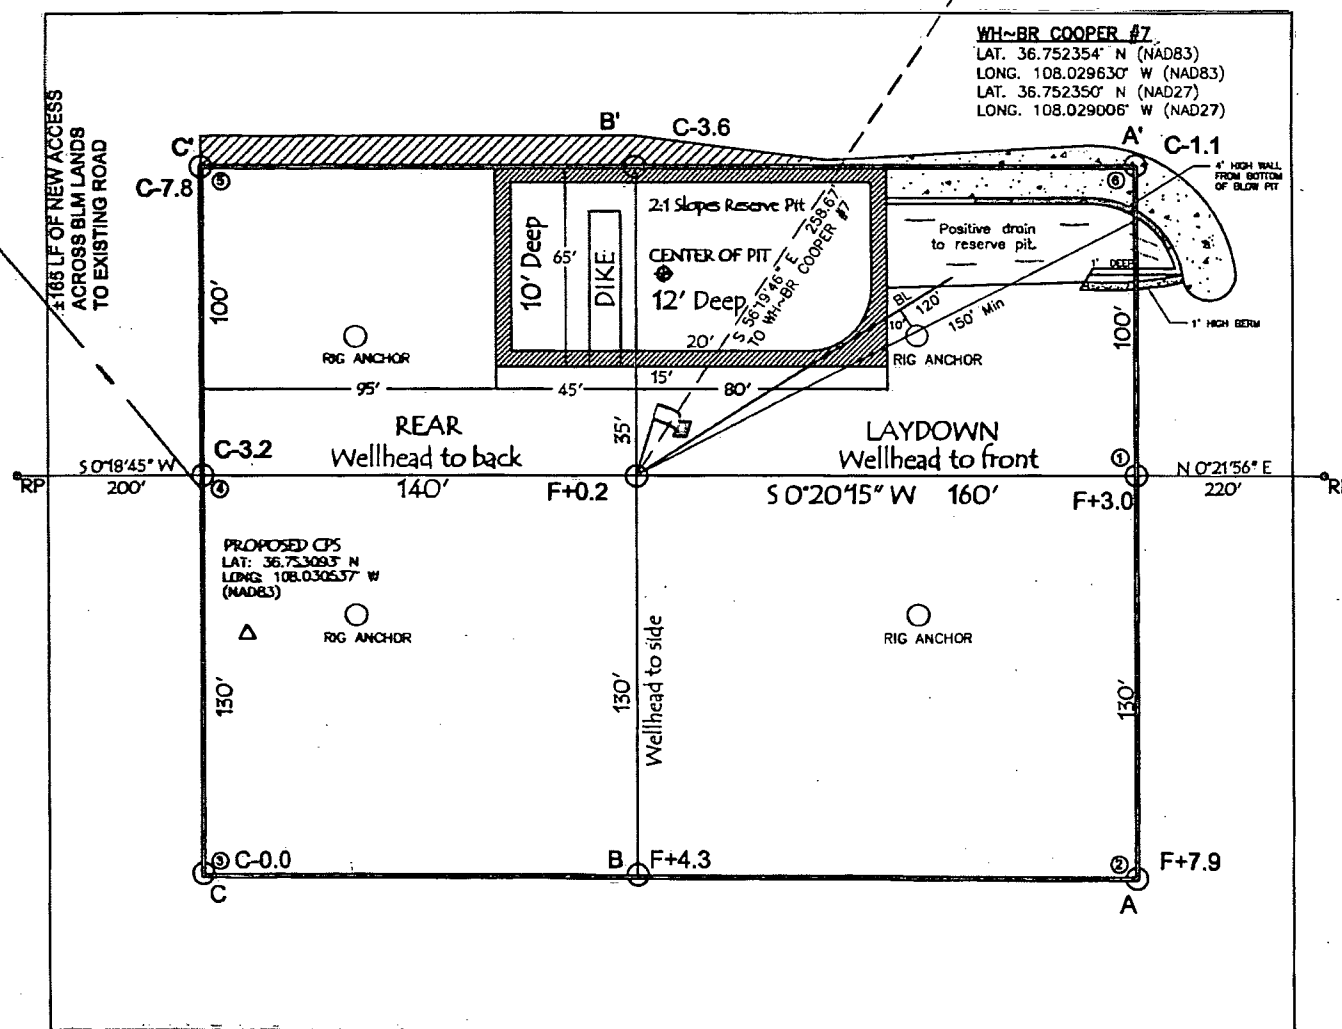 WH~BR COOPER #7
LAT. 36.752354° N (NAD83)
LONG. 108.029630° W (NAD83)
LAT. 36.752350° N (NAD27)
LONG. 108.029006° W (NAD27)
±166 LF OF NEW ACCESS
ACROSS BLM LANDS
TO EXISTING ROAD
C'
B'
C-3.6
A'
C-1.1
C-7.8
5
6
4' HIGH WALL
FROM BOTTOM
OF BLOW PIT
10' Deep
65'
DIKE
2:1 Slopes Reserve Pit
CENTER OF PIT
12' Deep
20'
S 56°19'46" E 258.67'
TO WH~BR COOPER #7
Positive drain
to reserve pit.
1' DEEP
1' HIGH BERM
BL
120'
10'
150' Min
100'
100'
RIG ANCHOR
RIG ANCHOR
95'
45'
15'
80'
35'
REAR
Wellhead to back
LAYDOWN
Wellhead to front
C-3.2
S 0°18'45" W
RP
200'
4
140'
F+0.2
S 0°20'15" W 160'
1
F+3.0
N 0°21'56" E
220'
PROPOSED CPS
LAT: 36.753093° N
LONG: 108.030537° W
(NAD83)
RIG ANCHOR
RIG ANCHOR
130'
130'
Wellhead to side
130'
3
C-0.0
B
F+4.3
2
F+7.9
C
A